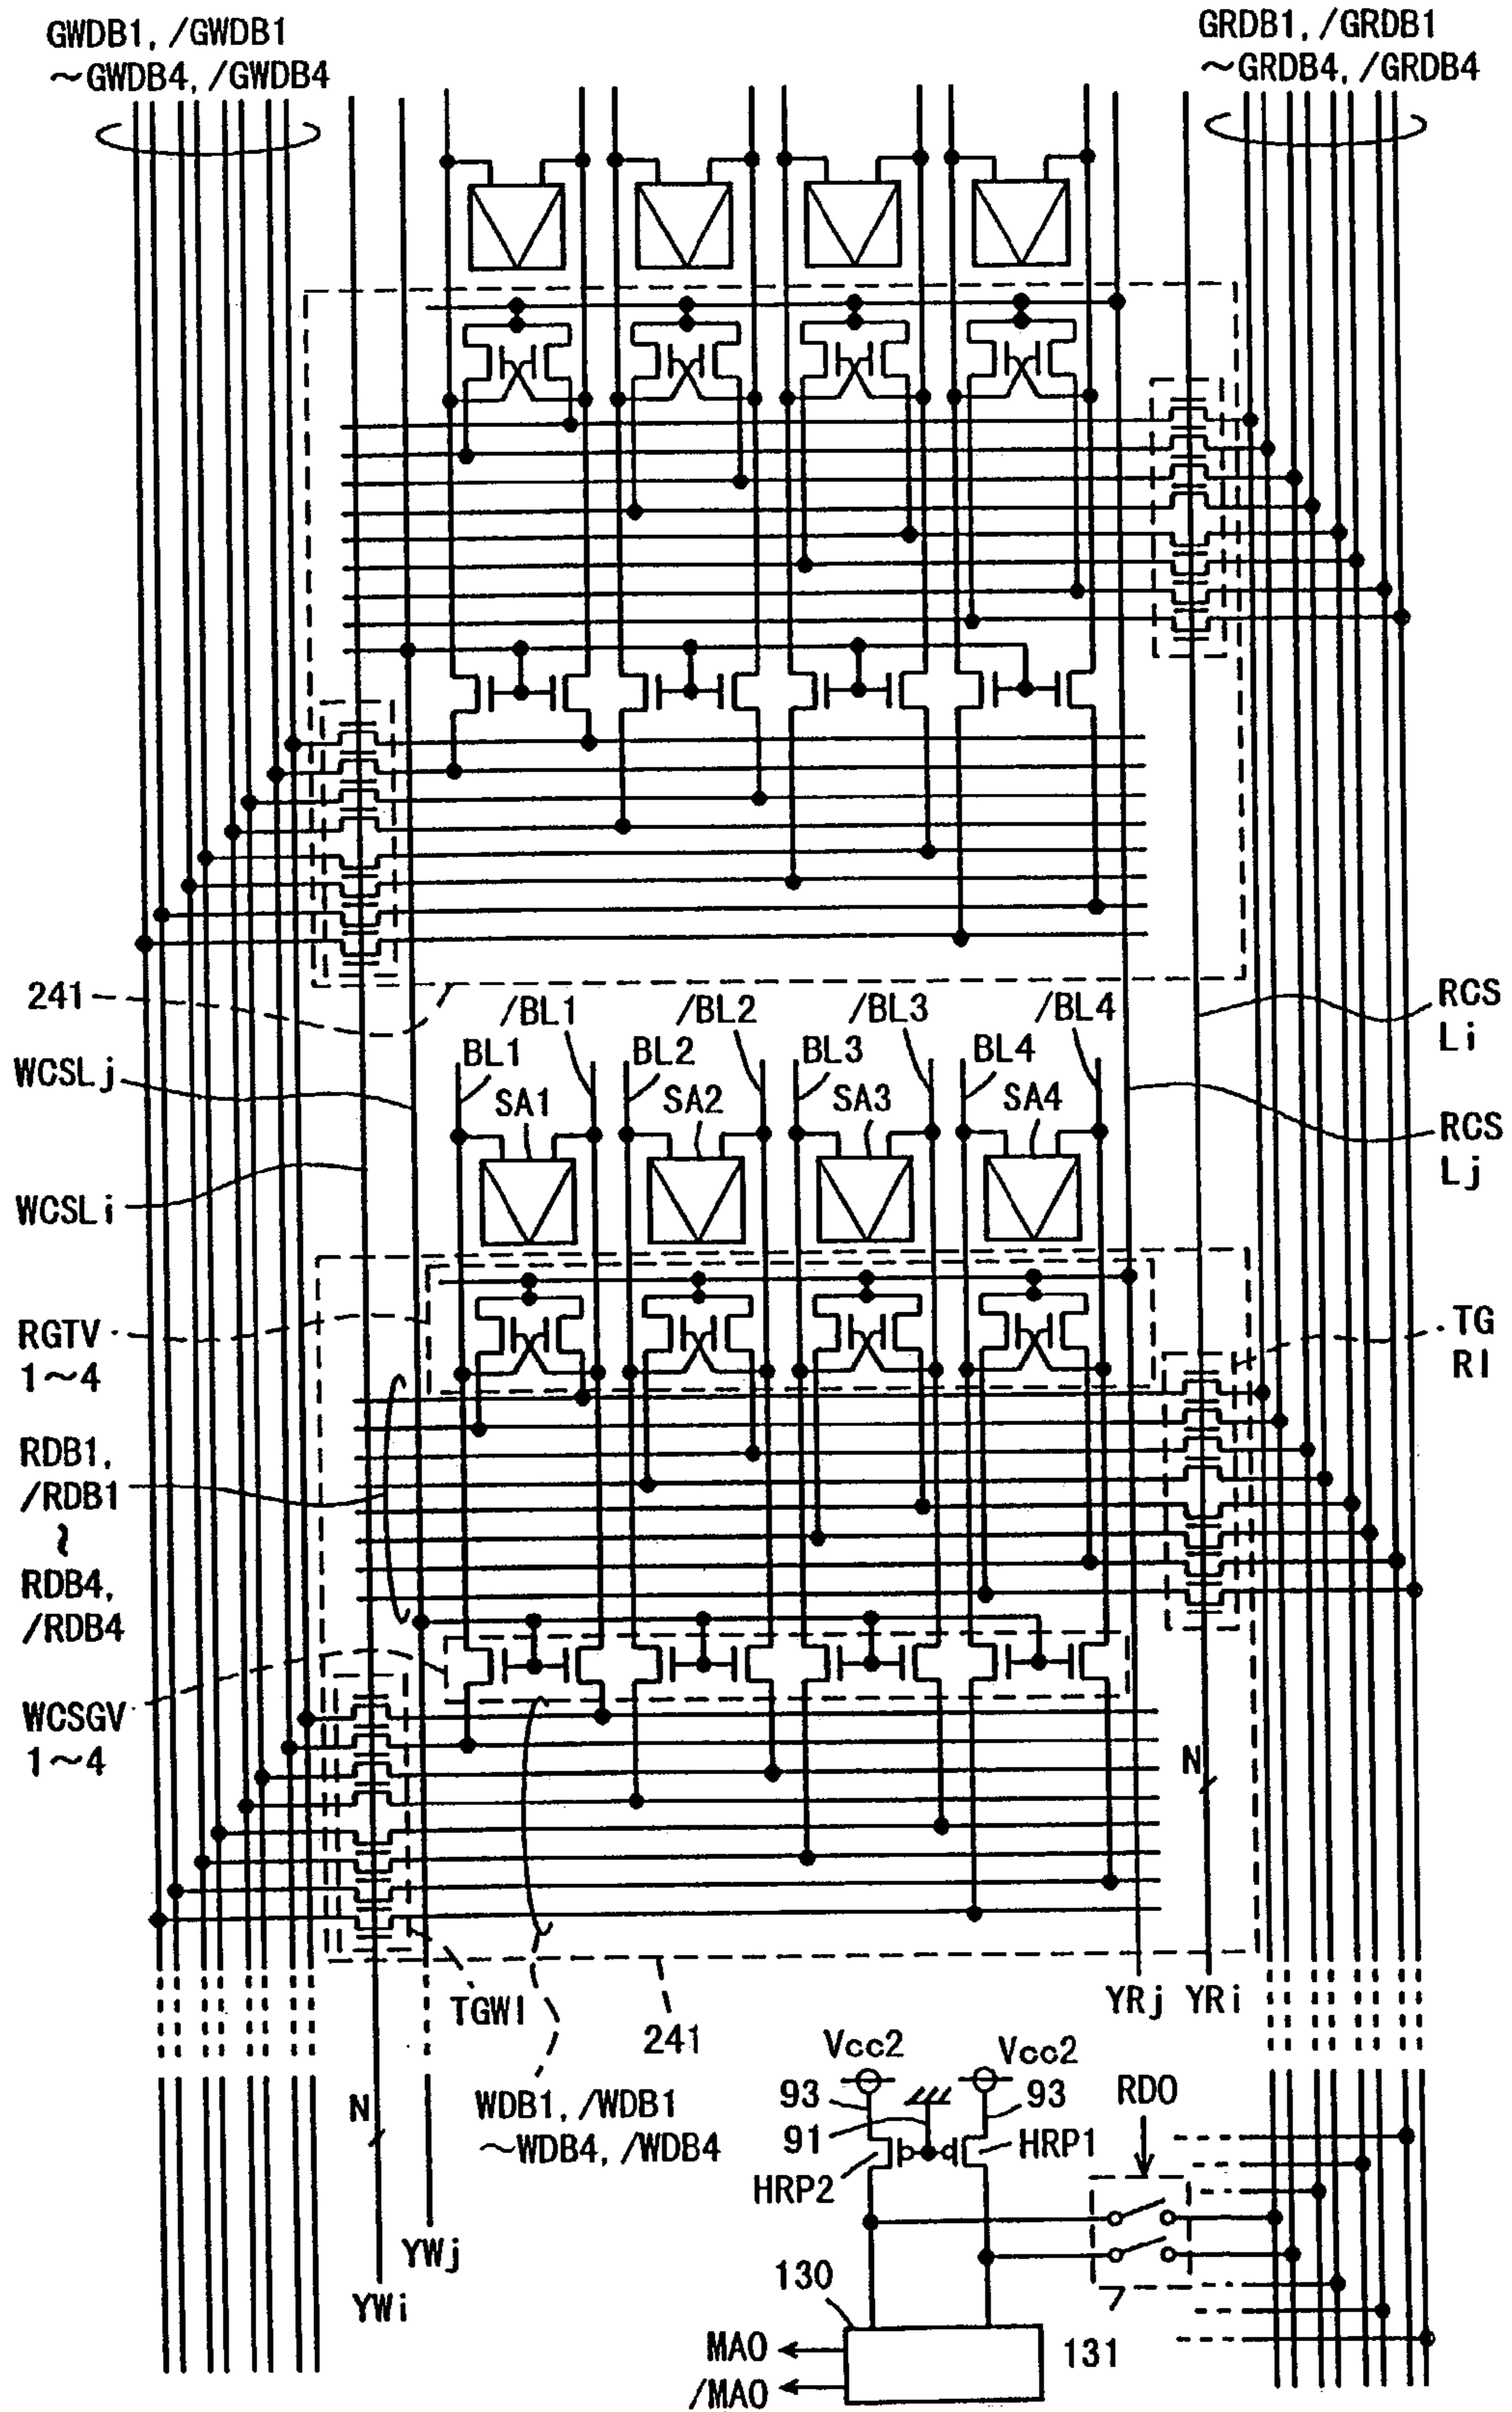 GWDB1, /GWDB1
~GWDB4, /GWDB4
GRDB1, /GRDB1
~GRDB4, /GRDB4
241
/BL1
/BL2
/BL3
/BL4
RCS
Li
BL1
BL2
BL3
BL4
WCSLj
SA1
SA2
SA3
SA4
RCS
Lj
WCSLi
RGTV
1~4
TG
RI
RDB1,
/RDB1
~
RDB4,
/RDB4
WCSGV
1~4
N
TGWI
241
YRj
YRi
N
WDB1, /WDB1
~WDB4, /WDB4
Vcc2
Vcc2
93
93
91
RDO
HRP2
HRP1
YWj
YWi
130
131
MAO
/MAO